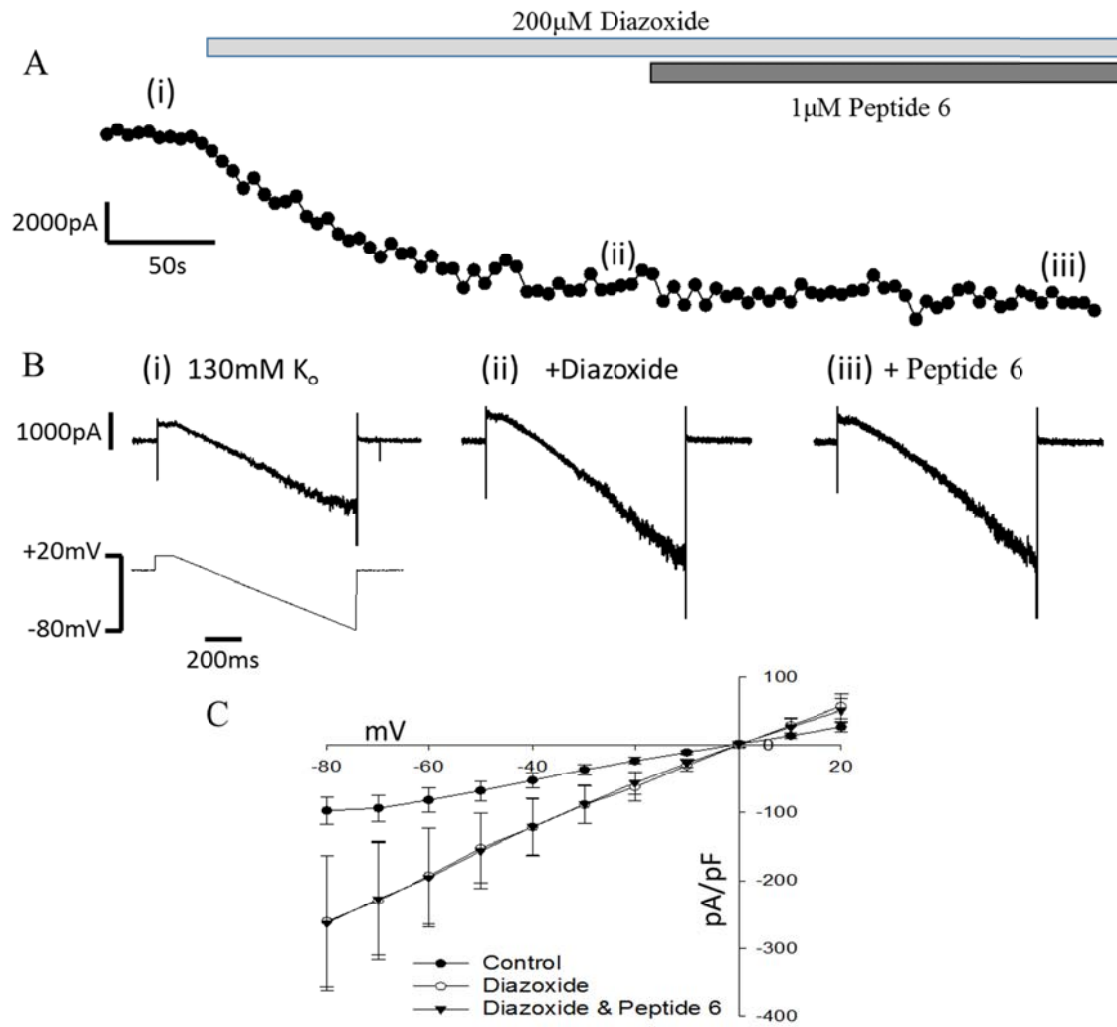 200μM Diazoxide
A
1μM Peptide 6
(i)
2000pA
50s
(ii)
(iii)
B
(i) 130mM Ko
(ii) +Diazoxide
(iii) + Peptide 6
1000pA
+20mV
-80mV
200ms
C
mV
100
0
-80 -60 -40 -20 20
-100
-200
-300
-400
pA/pF
Control
Diazoxide
Diazoxide & Peptide 6